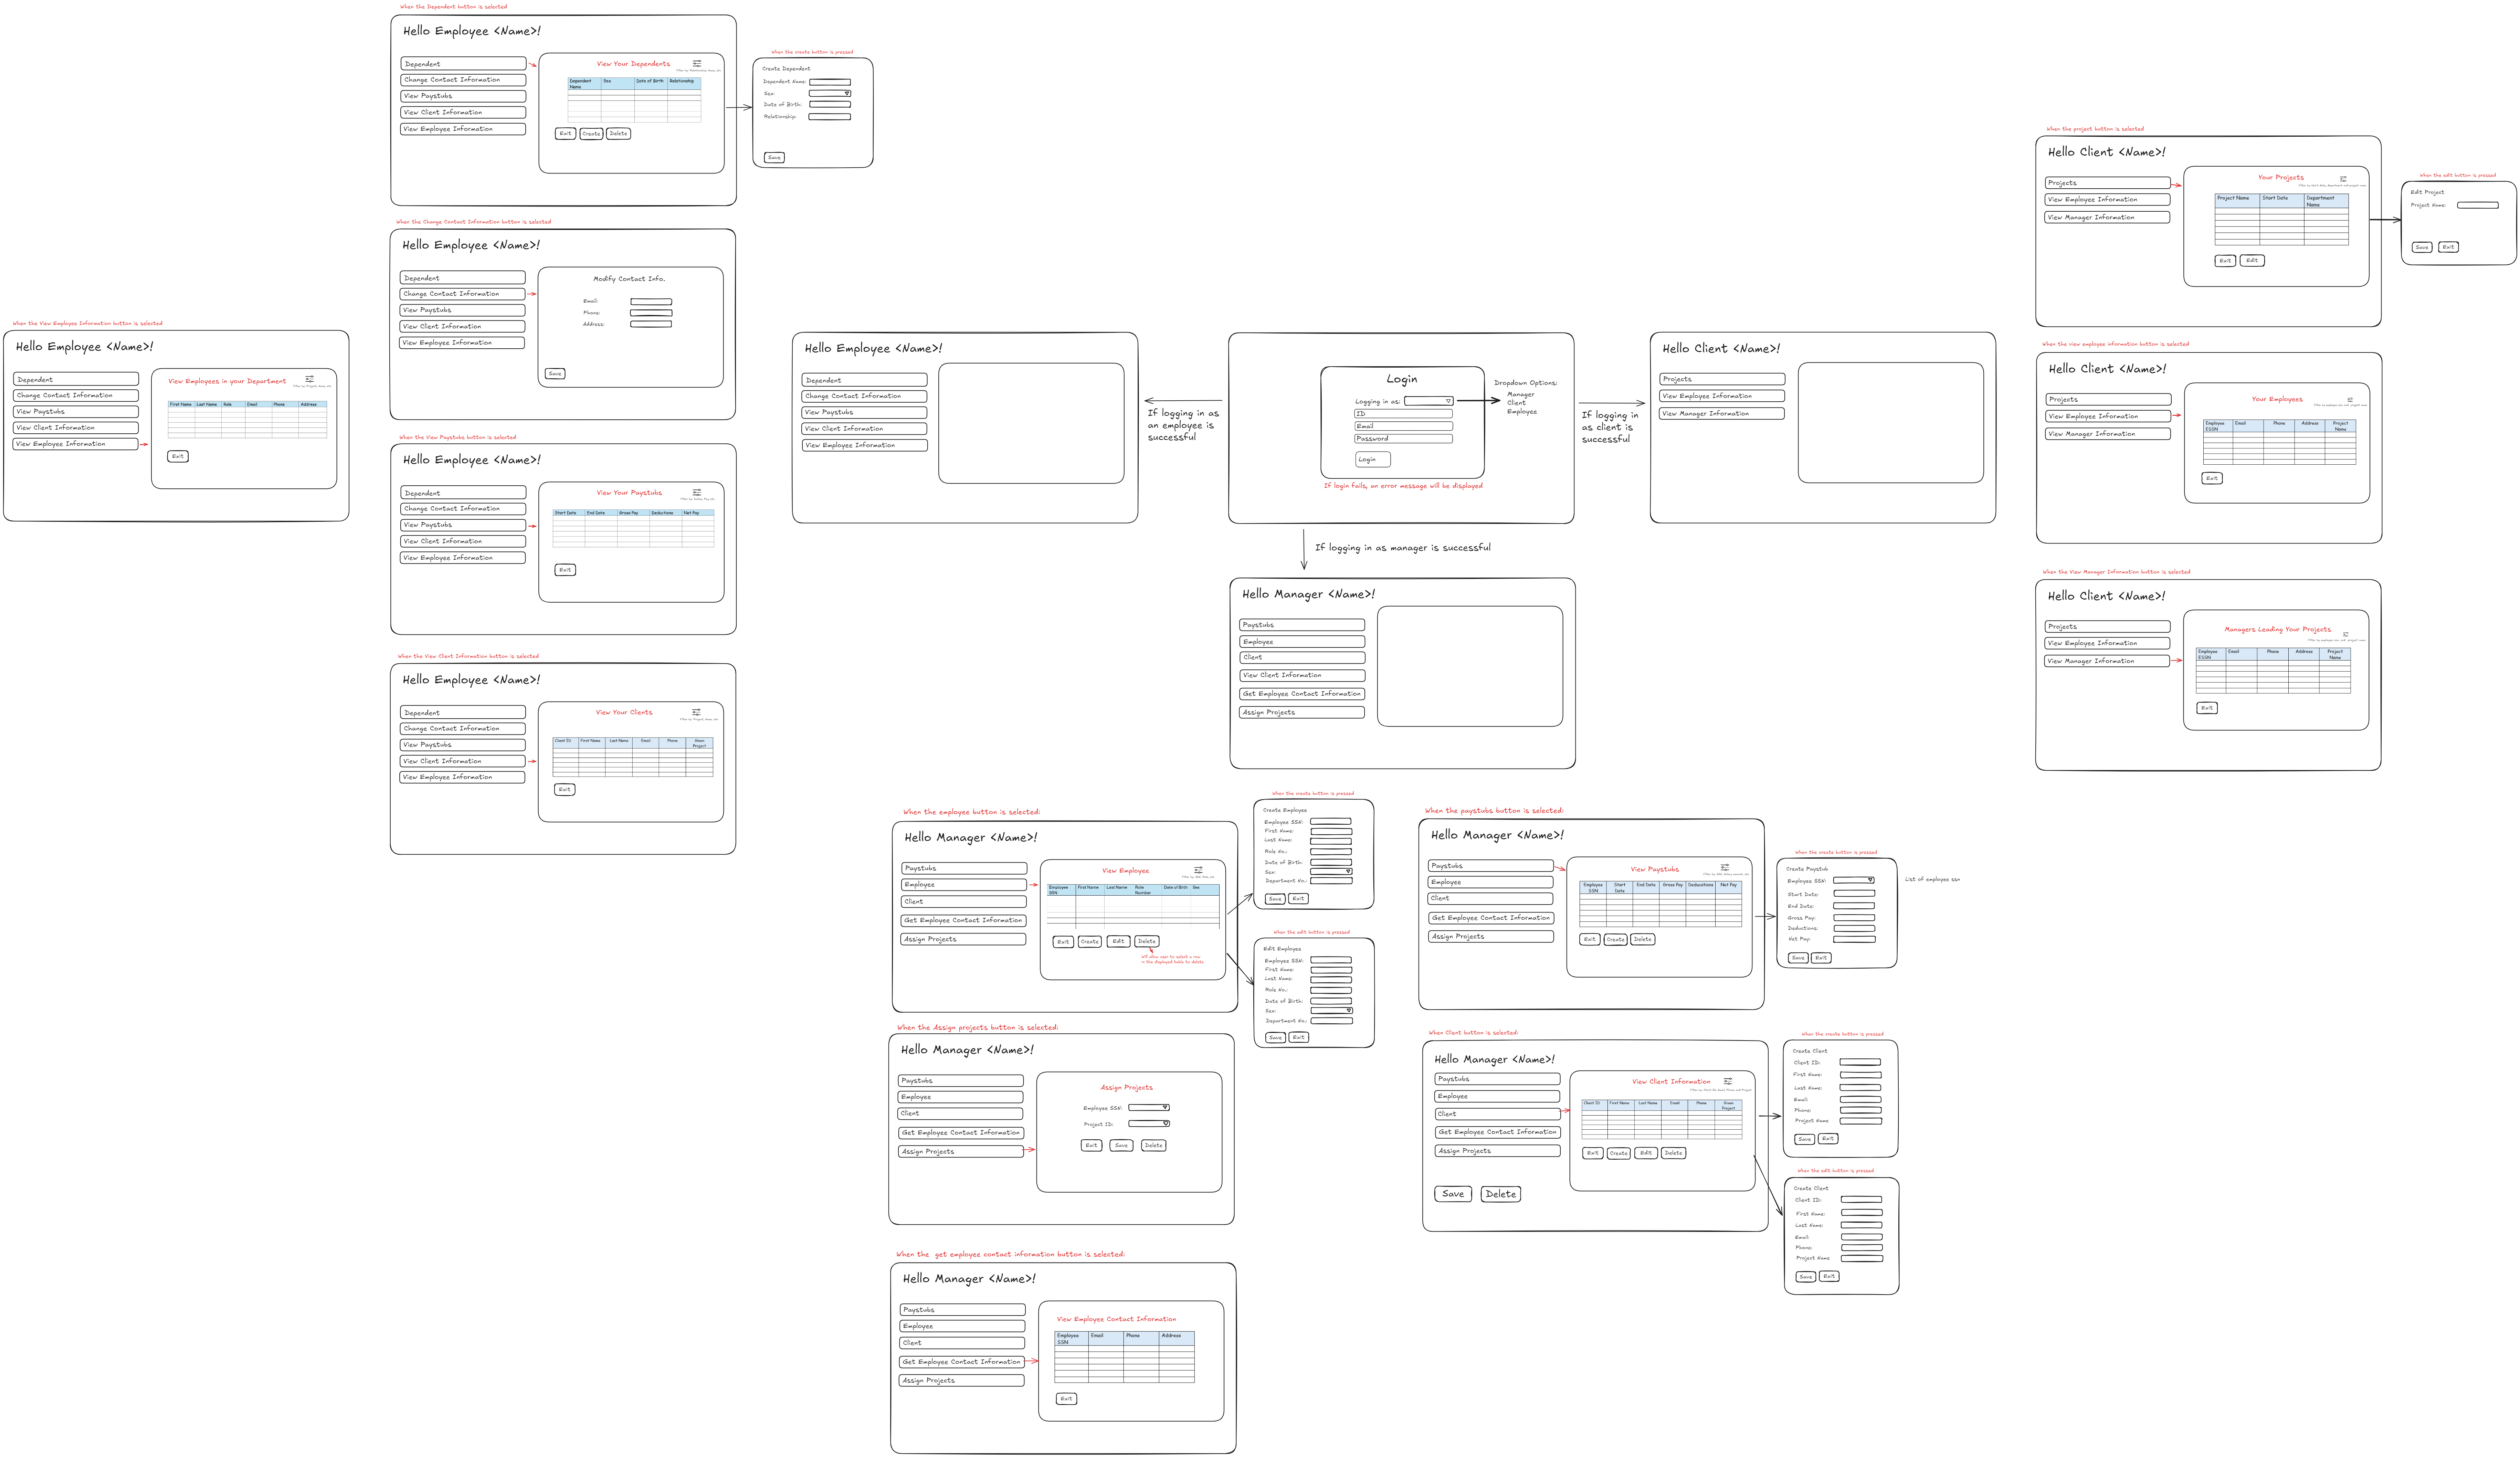 When the Dependent button is selected
Hello Employee <Name>!
Dependent
Change Contact Information
View Paystubs
View Client Information
View Employee Information
View Your Dependents
Dependent Name
Sex
Date of Birth
Relationship
Exit
Create
Delete
When the create button is pressed
Create Dependent
Dependent Name:
Sex:
Date of Birth:
Relationship:
Save
When the Change Contact Information button is selected
Hello Employee <Name>!
Dependent
Change Contact Information
View Paystubs
View Client Information
View Employee Information
Modify Contact Info.
Email:
Phone:
Address:
Save
When the View Employee Information button is selected
Hello Employee <Name>!
Dependent
Change Contact Information
View Paystubs
View Client Information
View Employee Information
View Employees in your Department
First Name
Last Name
Role
Email
Phone
Address
Exit
When the View Paystubs button is selected
Hello Employee <Name>!
Dependent
Change Contact Information
View Paystubs
View Client Information
View Employee Information
View Your Paystubs
Start Date
End Date
Gross Pay
Deductions
Net Pay
Exit
When the View Client Information button is selected
Hello Employee <Name>!
Dependent
Change Contact Information
View Paystubs
View Client Information
View Employee Information
View Your Clients
Client ID:
First Name
Last Name
Email
Phone
Given Project
Exit
Hello Employee <Name>!
Dependent
Change Contact Information
View Paystubs
View Client Information
View Employee Information
If logging in as
an employee is
successful
Login
Logging in as:
ID
Email
Password
Login
If login fails, an error message will be displayed
Dropdown Options:
Manager
Client
Employee
If logging in
as client is
successful
Hello Client <Name>!
Projects
View Employee Information
View Manager Information
If logging in as manager is successful
Hello Manager <Name>!
Paystubs
Employee
Client
View Client Information
Get Employee Contact Information
Assign Projects
When the project button is selected
Hello Client <Name>!
Projects
View Employee Information
View Manager Information
Your Projects
Project Name
Start Date
Department Name
Exit
Edit
When the edit button is pressed
Edit Project
Project Name:
Save
Exit
When the view employee information button is selected
Hello Client <Name>!
Projects
View Employee Information
View Manager Information
Your Employees
Employee ESSN
Email
Phone
Address
Project Name
Exit
When the View Manager Information button is selected
Hello Client <Name>!
Projects
View Employee Information
View Manager Information
Managers Leading Your Projects
Employee ESSN
Email
Phone
Address
Project Name
Exit
When the employee button is selected:
Hello Manager <Name>!
Paystubs
Employee
Client
Get Employee Contact Information
Assign Projects
View Employee
Employee SSN
First Name
Last Name
Role Number
Date of Birth
Sex
Exit
Create
Edit
Delete
Will allow user to select a row
in the displayed table to delete
When the create button is pressed
Create Employee
Employee SSN:
First Name:
Last Name:
Role No.:
Date of Birth:
Sex:
Department No.:
Save
Exit
When the edit button is pressed
Edit Employee
Employee SSN:
First Name:
Last Name:
Role No.:
Date of Birth:
Sex:
Department No.:
Save
Exit
When the paystubs button is selected:
Hello Manager <Name>!
Paystubs
Employee
Client
Get Employee Contact Information
Assign Projects
View Paystubs
Employee SSN
Start Date
End Date
Gross Pay
Deducations
Net Pay
Exit
Create
Delete
When the create button is pressed
Create Paystub
Employee SSN:
Start Date:
End Date:
Gross Pay:
Deductions:
Net Pay:
Save
Exit
List of employee ssn
When the Assign projects button is selected:
Hello Manager <Name>!
Paystubs
Employee
Client
Get Employee Contact Information
Assign Projects
Assign Projects
Employee SSN:
Project ID:
Exit
Save
Delete
When Client button is selected:
Hello Manager <Name>!
Paystubs
Employee
Client
Get Employee Contact Information
Assign Projects
Save
Delete
View Client Information
Client ID:
First Name
Last Name
Email
Phone
Given Project
Exit
Create
Edit
Delete
When the create button is pressed
Create Client
Client ID:
First Name:
Last Name:
Email:
Phone:
Project Name
Save
Exit
When the edit button is pressed
Create Client
Client ID:
First Name:
Last Name:
Email:
Phone:
Project Name
Save
Exit
When the get employee contact information button is selected:
Hello Manager <Name>!
Paystubs
Employee
Client
Get Employee Contact Information
Assign Projects
View Employee Contact Information
Employee SSN
Email
Phone
Address
Exit